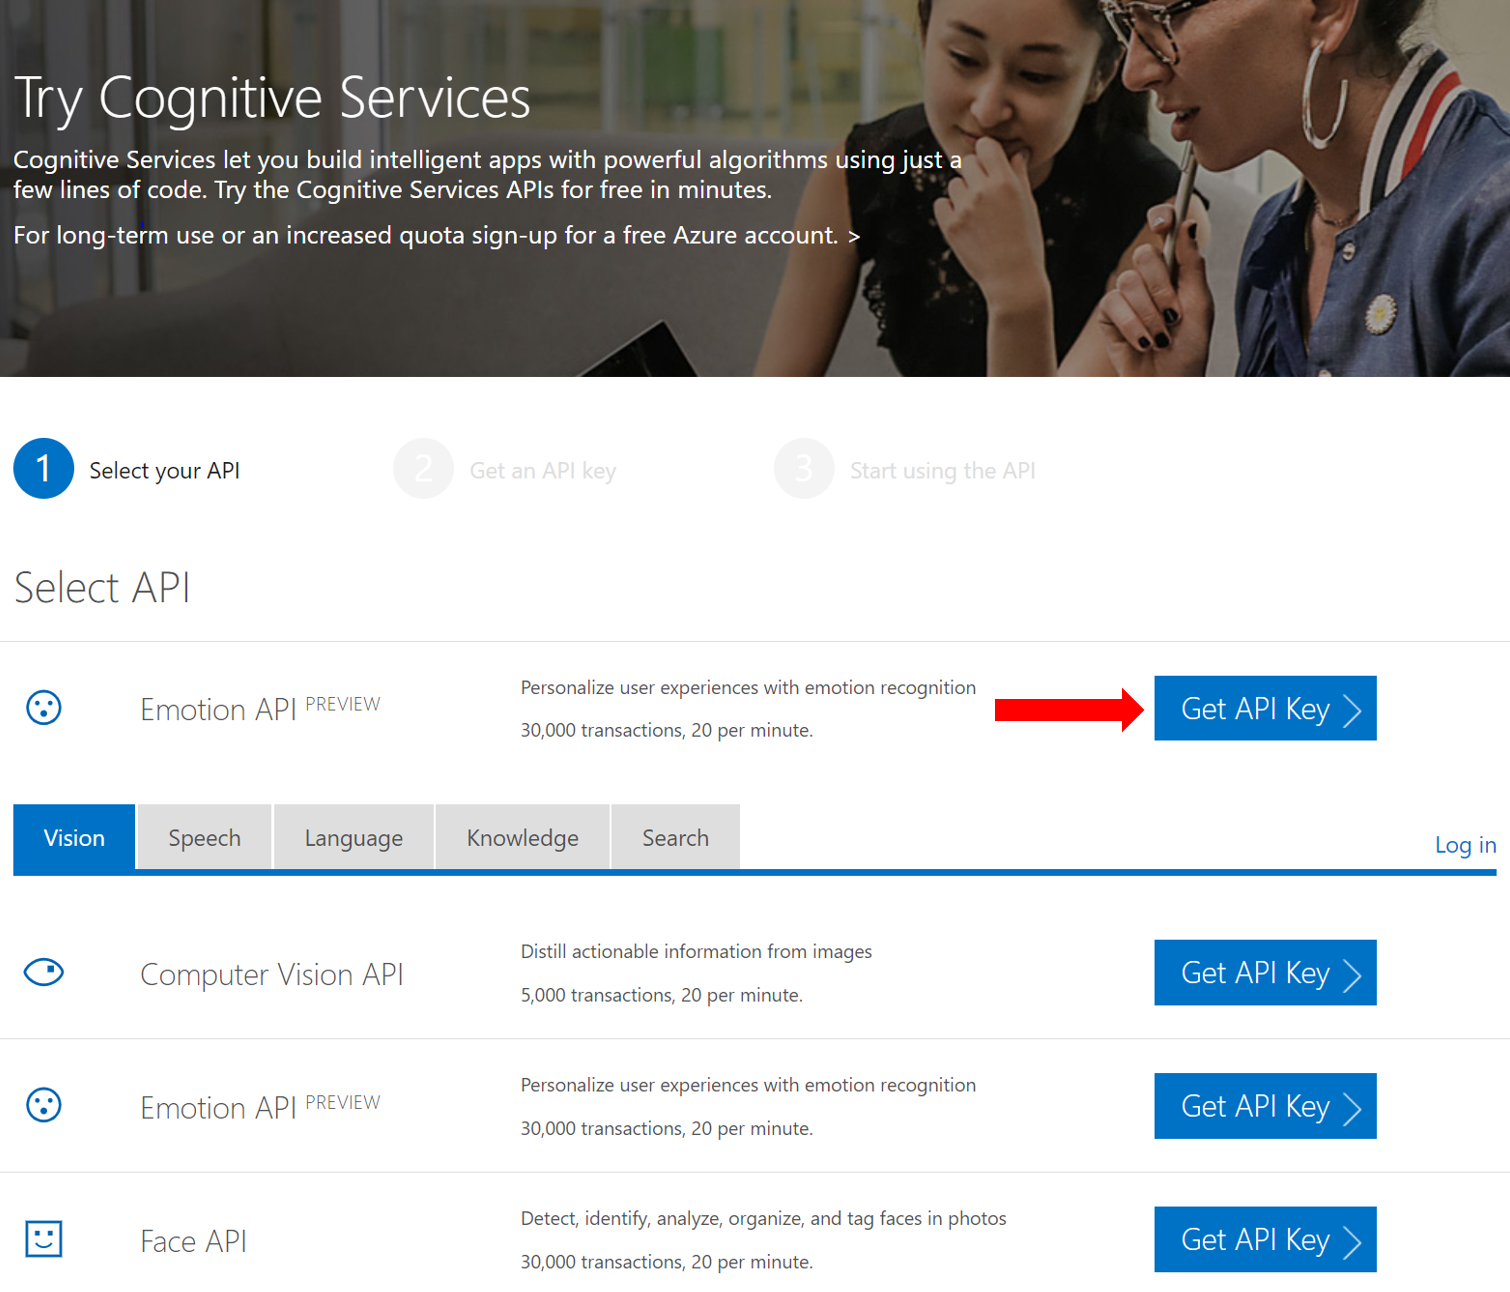 Try Cognitive Services
Cognitive Services let you build intelligent apps with powerful algorithms using just a
few lines of code. Try the Cognitive Services APIs for free in minutes.
For long-term use or an increased quota sign-up for a free Azure account. >
1 Select your API
2 Get an API key
3 Start using the API
Select API
Emotion API PREVIEW
Personalize user experiences with emotion recognition
30,000 transactions, 20 per minute.
Get API Key
Vision
Speech
Language
Knowledge
Search
Log in
Computer Vision API
Distill actionable information from images
5,000 transactions, 20 per minute.
Get API Key
Emotion API PREVIEW
Personalize user experiences with emotion recognition
30,000 transactions, 20 per minute.
Get API Key
Face API
Detect, identify, analyze, organize, and tag faces in photos
30,000 transactions, 20 per minute.
Get API Key